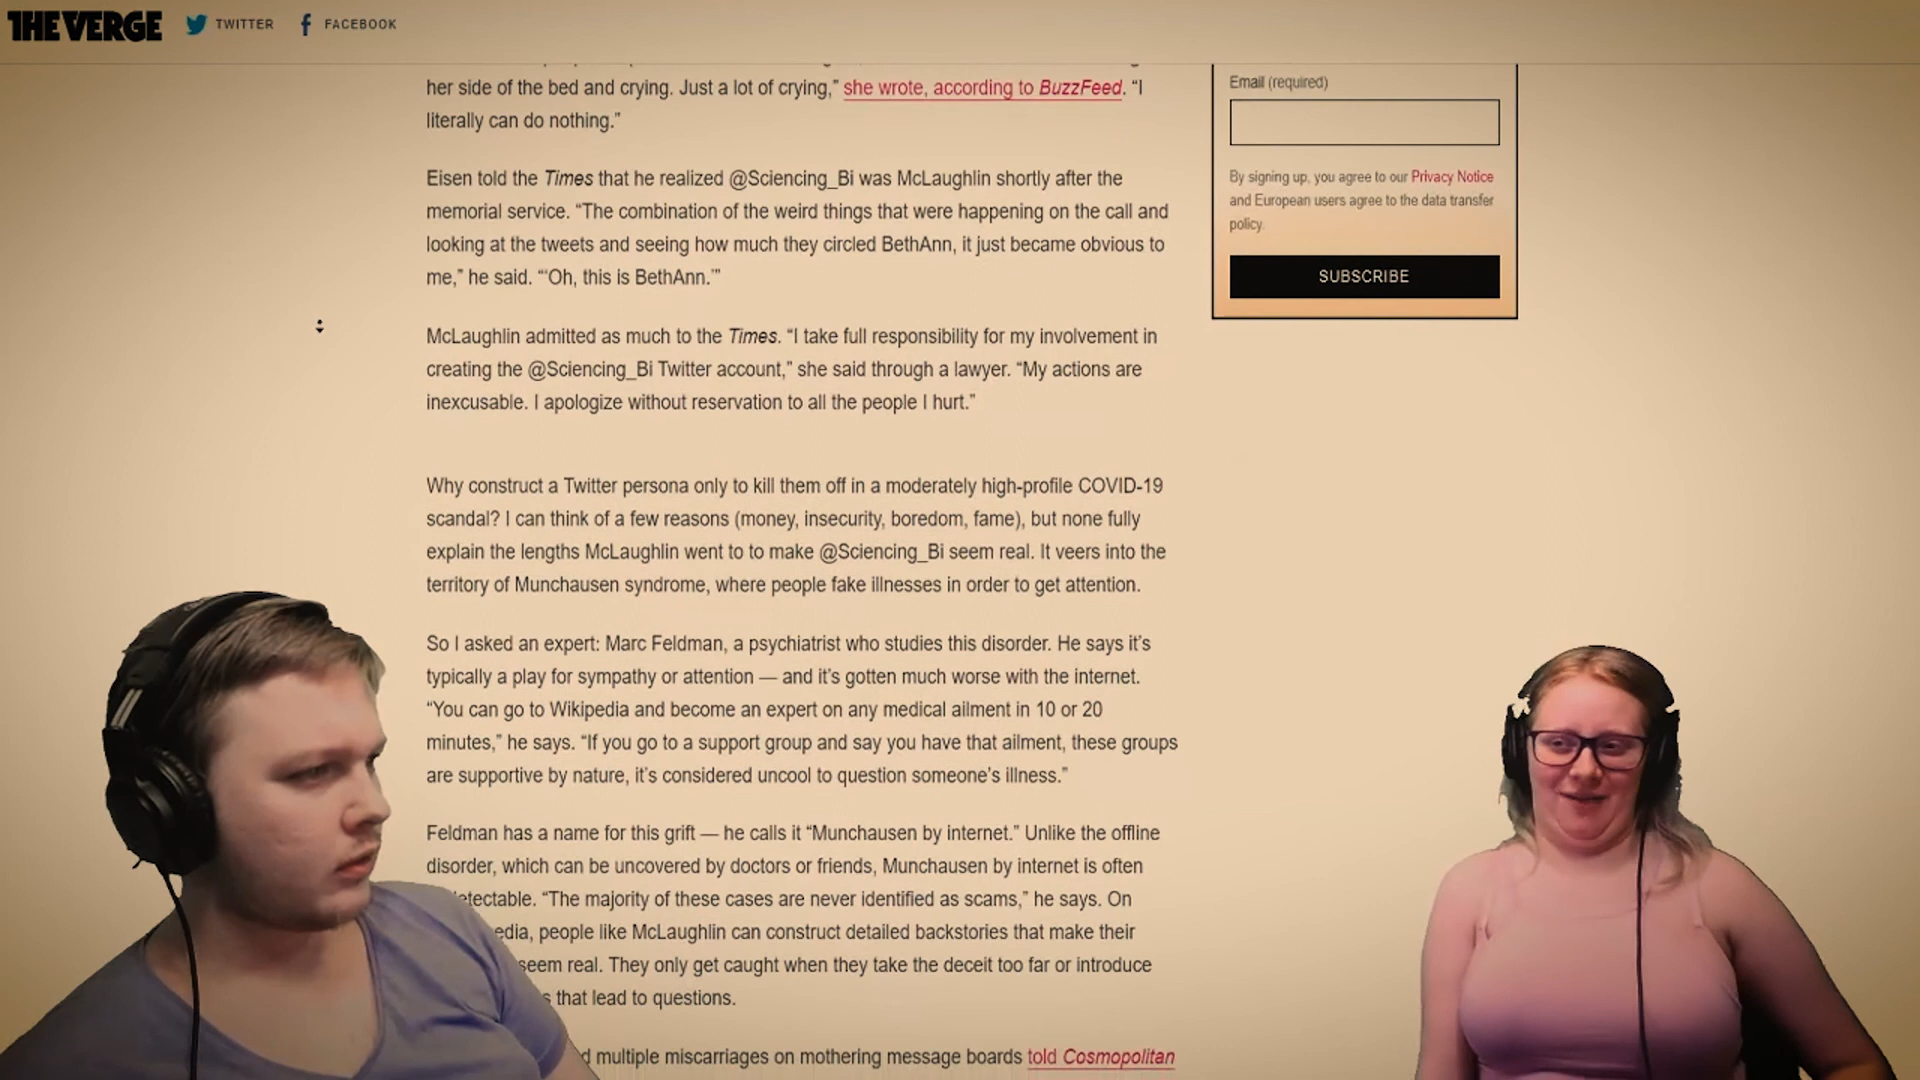 THE VERGE TWITTER FACEBOOK
her side of the bed and crying. Just a lot of crying,” she wrote, according to BuzzFeed. “I
literally can do nothing.”
Eisen told the Times that he realized @Sciencing_Bi was McLaughlin shortly after the
memorial service. “The combination of the weird things that were happening on the call and
looking at the tweets and seeing how much they circled BethAnn, it just became obvious to
me,” he said. “‘Oh, this is BethAnn.’”
McLaughlin admitted as much to the Times. “I take full responsibility for my involvement in
creating the @Sciencing_Bi Twitter account,” she said through a lawyer. “My actions are
inexcusable. I apologize without reservation to all the people I hurt.”
Why construct a Twitter persona only to kill them off in a moderately high-profile COVID-19
scandal? I can think of a few reasons (money, insecurity, boredom, fame), but none fully
explain the lengths McLaughlin went to to make @Sciencing_Bi seem real. It veers into the
territory of Munchausen syndrome, where people fake illnesses in order to get attention.
So I asked an expert: Marc Feldman, a psychiatrist who studies this disorder. He says it’s
typically a play for sympathy or attention — and it’s gotten much worse with the internet.
“You can go to Wikipedia and become an expert on any medical ailment in 10 or 20
minutes,” he says. “If you go to a support group and say you have that ailment, these groups
are supportive by nature, it’s considered uncool to question someone’s illness.”
Feldman has a name for this grift — he calls it “Munchausen by internet.” Unlike the offline
disorder, which can be uncovered by doctors or friends, Munchausen by internet is often
etectable. “The majority of these cases are never identified as scams,” he says. On
edia, people like McLaughlin can construct detailed backstories that make their
seem real. They only get caught when they take the deceit too far or introduce
s that lead to questions.
d multiple miscarriages on mothering message boards told Cosmopolitan
Email (required)
By signing up, you agree to our Privacy Notice
and European users agree to the data transfer
policy.
SUBSCRIBE